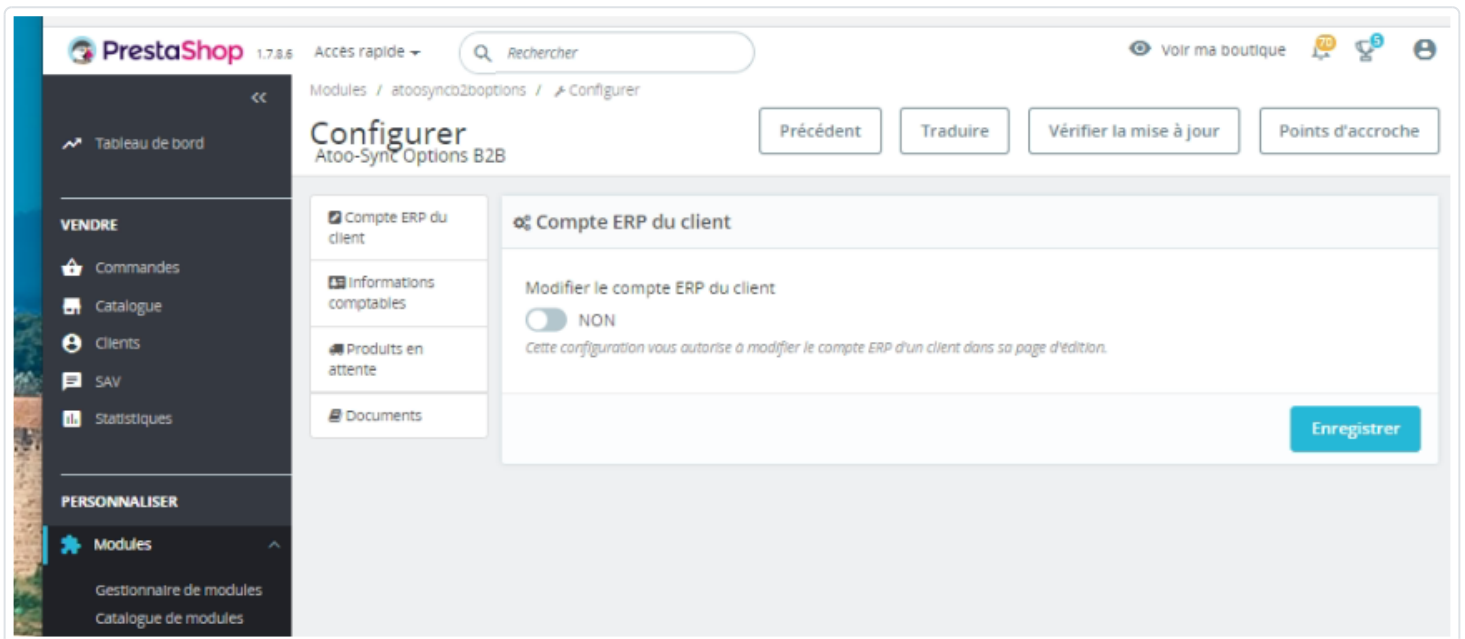 PrestaShop 1.7.8.6 Accès rapide Rechercher Voir ma boutique 70 5
Modules / atoosyncb2boptions / Configurer
Configurer
Atoo-Sync Options B2B
Précédent
Traduire
Vérifier la mise à jour
Points d'accroche
Tableau de bord
VENDRE
Commandes
Catalogue
Clients
SAV
Statistiques
PERSONNALISER
Modules
Gestionnaire de modules
Catalogue de modules
Compte ERP du
client
Informations
comptables
Produits en
attente
Documents
Compte ERP du client
Modifier le compte ERP du client
NON
Cette configuration vous autorise à modifier le compte ERP d'un client dans sa page d'édition.
Enregistrer